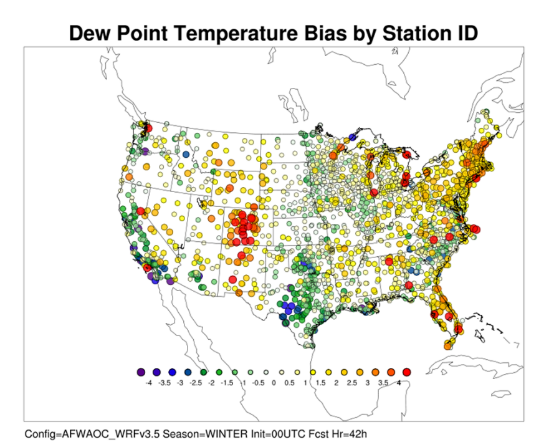 Dew Point Temperature Bias by Station ID
-4 -3.5 -3 -2.5 -2 -1.5 -1 -0.5 0 0.5 1 1.5 2 2.5 3 3.5 4
Config=AFWAOC_WRFv3.5 Season=WINTER Init=00UTC Fcst Hr=42h